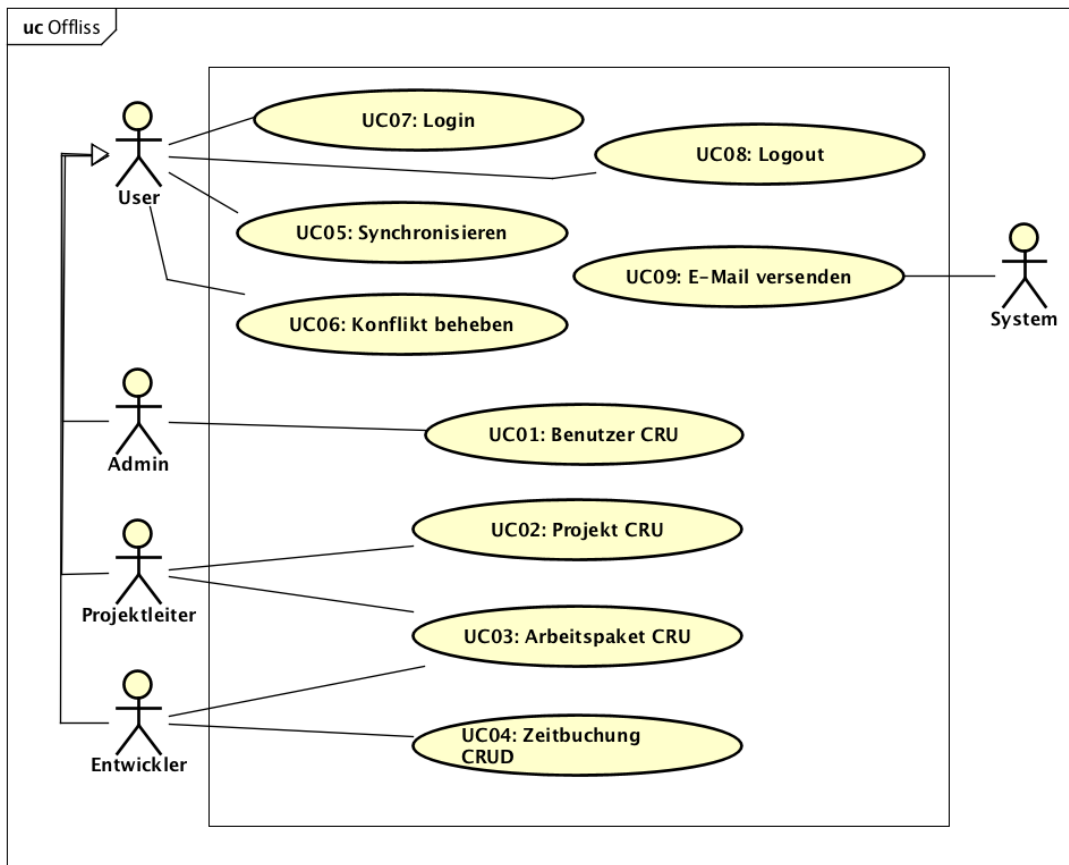 uc Offliss
UC07: Login
UC08: Logout
User
UC05: Synchronisieren
UC09: E-Mail versenden
System
UC06: Konflikt beheben
UC01: Benutzer CRU
Admin
UC02: Projekt CRU
Projektleiter
UC03: Arbeitspaket CRU
UC04: Zeitbuchung
CRUD
Entwickler